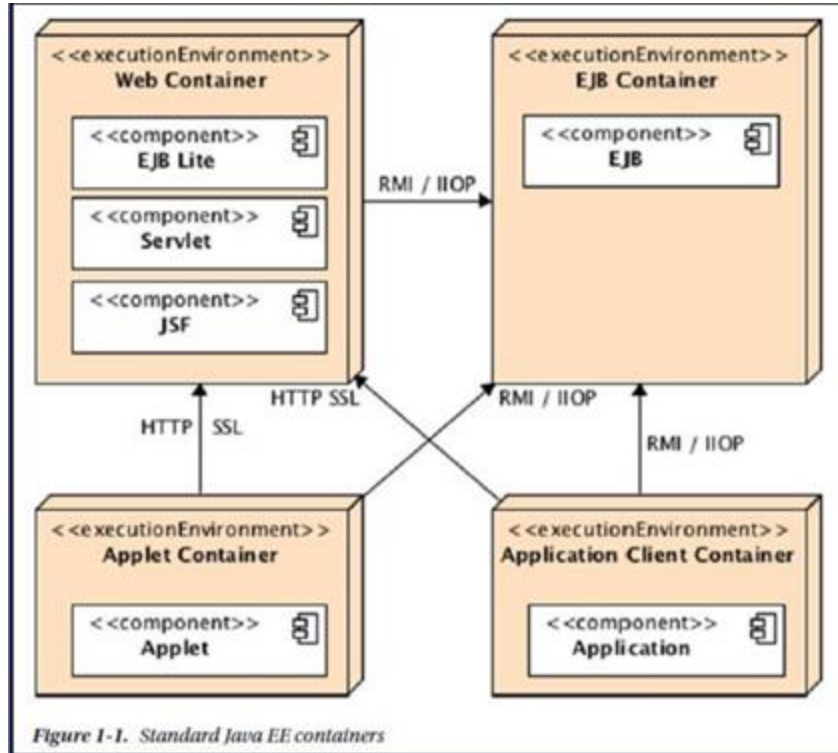 <<executionEnvironment>>
Web Container
<<component>>
EJB Lite
<<component>>
Servlet
<<component>>
JSF
RMI / IIOP
<<executionEnvironment>>
EJB Container
<<component>>
EJB
HTTP SSL
HTTP SSL
RMI / IIOP
RMI / IIOP
<<executionEnvironment>>
Applet Container
<<component>>
Applet
<<executionEnvironment>>
Application Client Container
<<component>>
Application
Figure 1-1. Standard Java EE containers